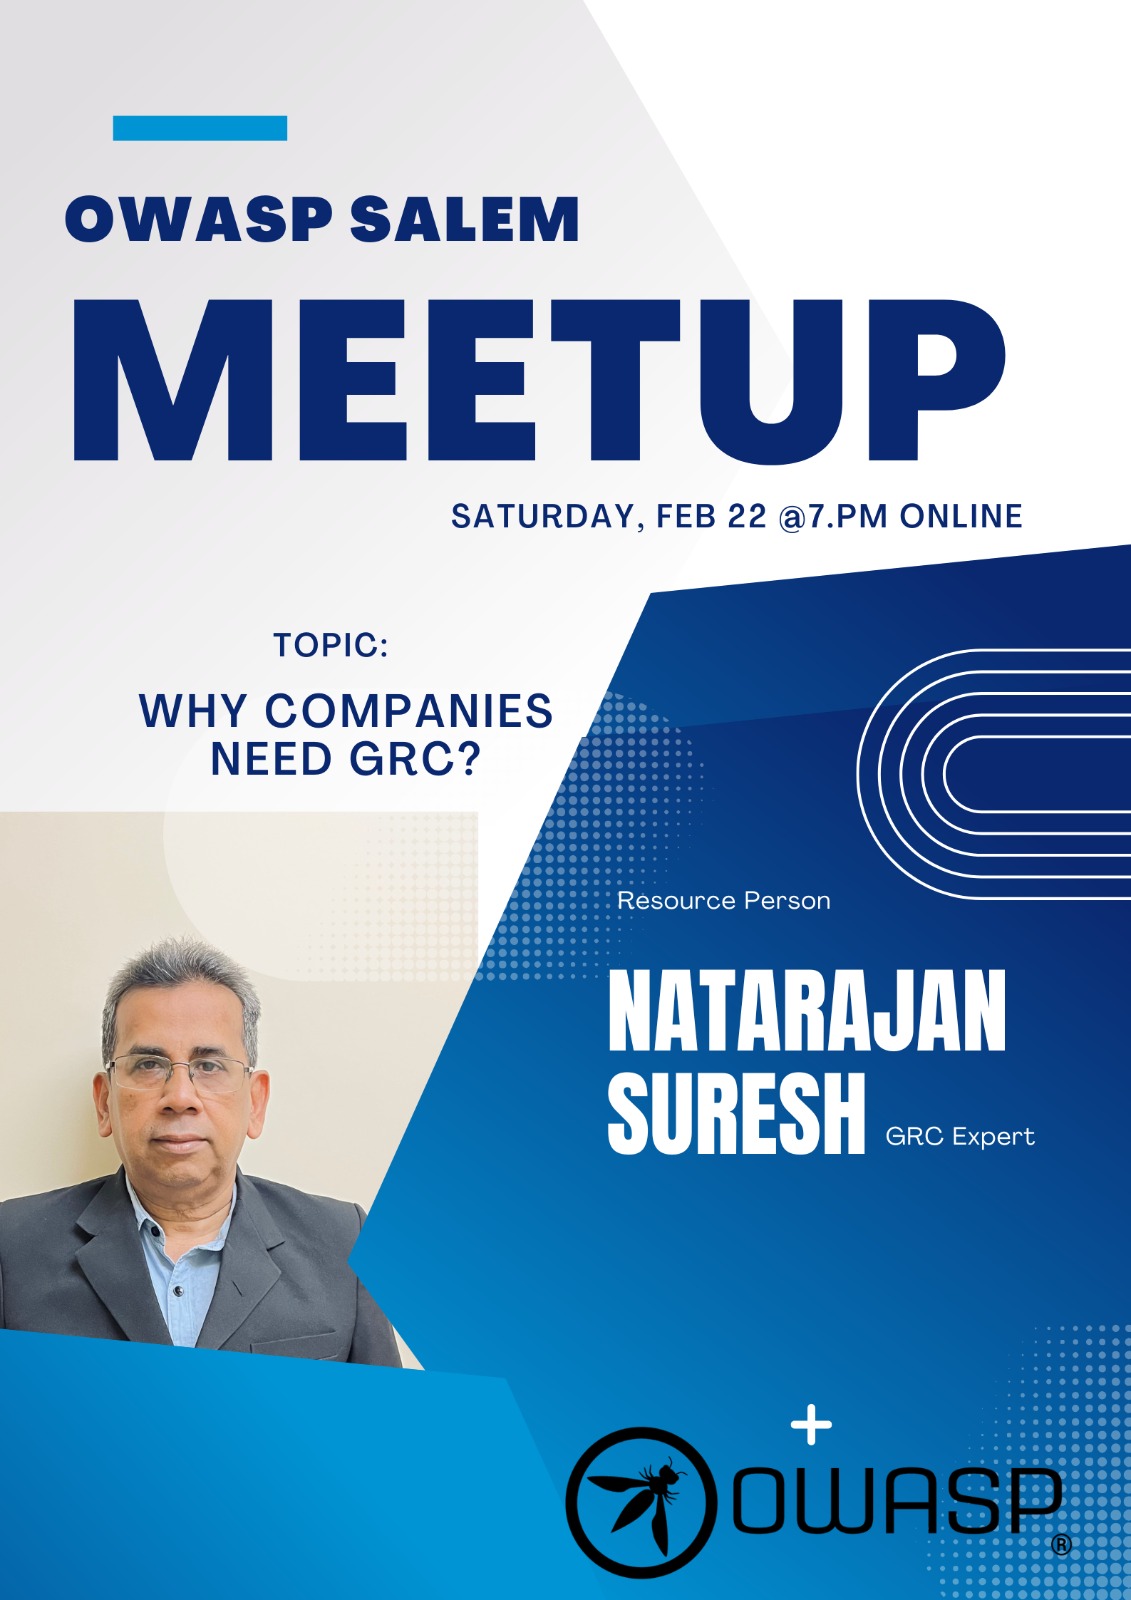 OWASP SALEM
MEETUP
SATURDAY, FEB 22 @7.PM ONLINE
TOPIC:
WHY COMPANIES
NEED GRC?
Resource Person
NATARAJAN
SURESH GRC Expert
OWASP®